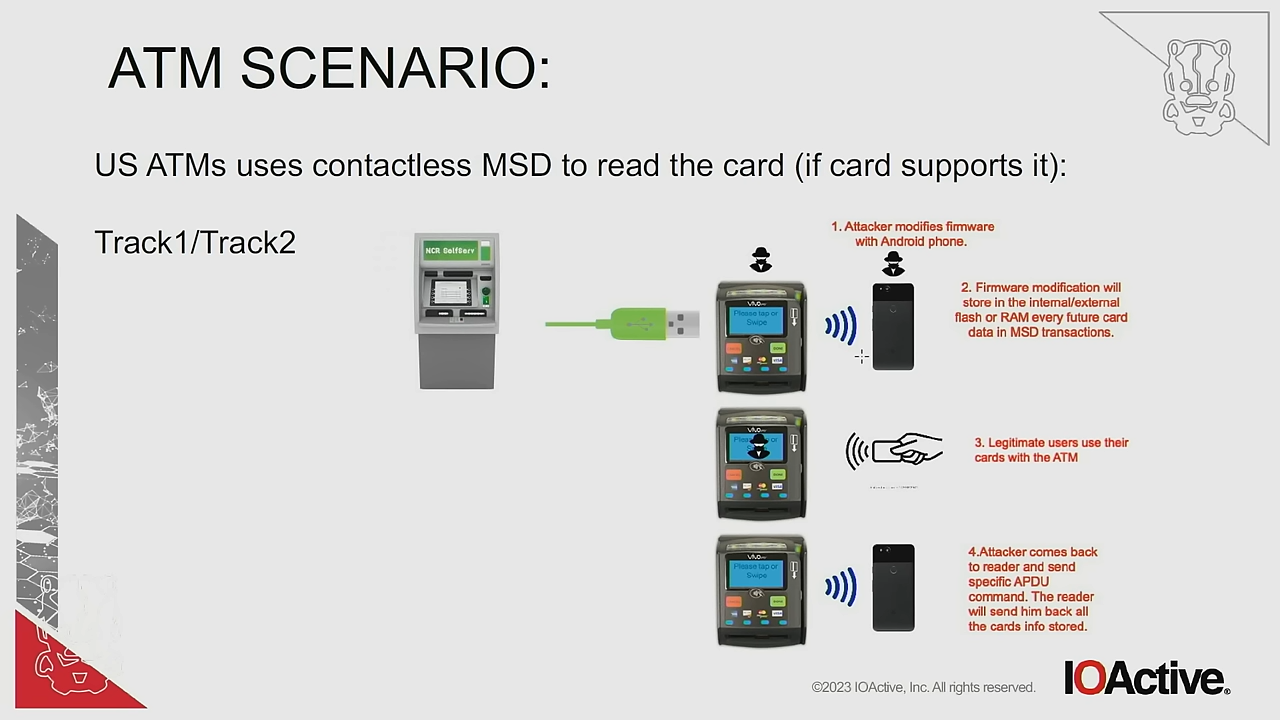 ATM SCENARIO:
US ATMs uses contactless MSD to read the card (if card supports it):
Track1/Track2
NCR SelfServ
1. Attacker modifies firmware
with Android phone.
2. Firmware modification will
store in the internal/external
flash or RAM every future card
data in MSD transactions.
Please tap or
Swipe
3. Legitimate users use their
cards with the ATM
4.Attacker comes back
to reader and send
specific APDU
command. The reader
will send him back all
the cards info stored.
Please tap or
Swipe
©2023 IOActive, Inc. All rights reserved.
IOActive.